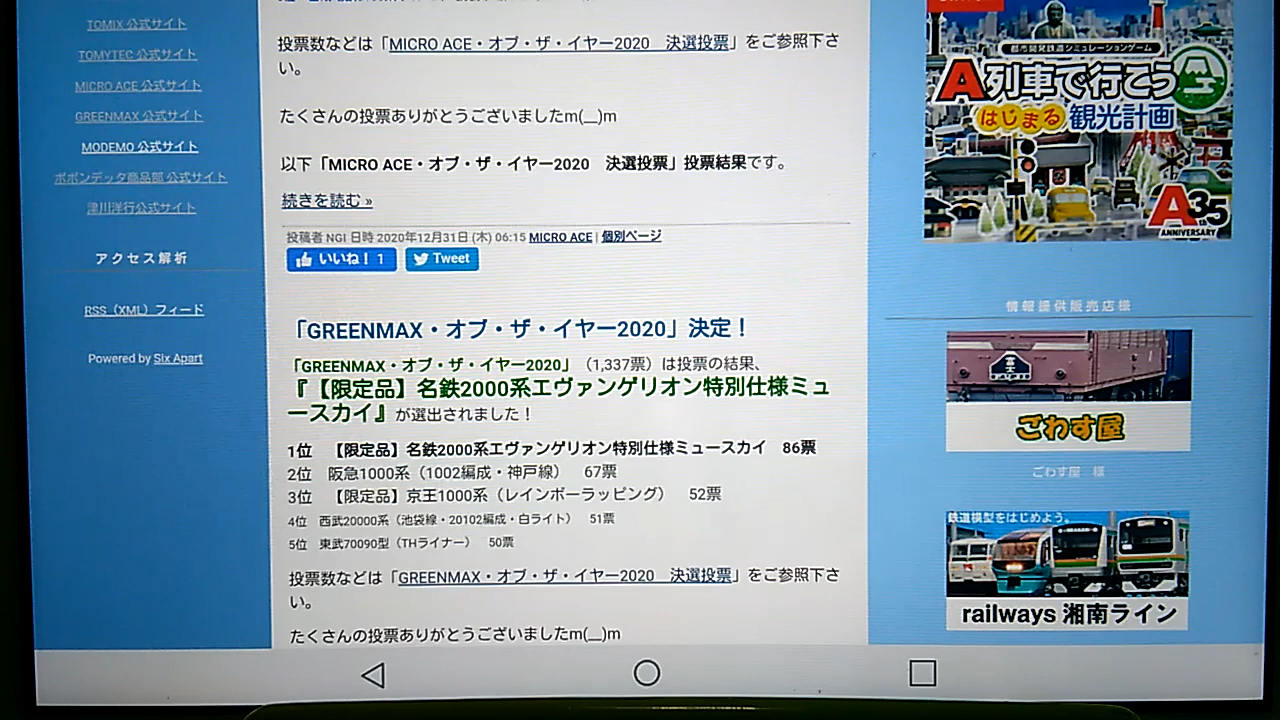 TOMIX 公式サイト
TOMYTEC 公式サイト
MICRO ACE 公式サイト
GREENMAX 公式サイト
MODEMO 公式サイト
ポポンデッタ商品部 公式サイト
津川洋行公式サイト
アクセス解析
RSS（XML）フィード
Powered by Six Apart
投票数などは「MICRO ACE・オブ・ザ・イヤー2020　決選投票」をご参照下さ
い。
たくさんの投票ありがとうございましたm(__)m
以下「MICRO ACE・オブ・ザ・イヤー2020　決選投票」投票結果です。
続きを読む »
投稿者 NGI 日時 2020年12月31日 (木) 06:15 MICRO ACE | 個別ページ
いいね！ 1
Tweet
「GREENMAX・オブ・ザ・イヤー2020」決定！
「GREENMAX・オブ・ザ・イヤー2020」（1,337票）は投票の結果、
『【限定品】名鉄2000系エヴァンゲリオン特別仕様ミュ
ースカイ』が選出されました！
1位　【限定品】名鉄2000系エヴァンゲリオン特別仕様ミュースカイ　86票
2位　阪急1000系（1002編成・神戸線）　67票
3位　【限定品】京王1000系（レインボーラッピング）　52票
4位　西武20000系（池袋線・20102編成・白ライト）　51票
5位　東武70090型（THライナー）　50票
投票数などは「GREENMAX・オブ・ザ・イヤー2020　決選投票」をご参照下さ
い。
たくさんの投票ありがとうございましたm(__)m
都市開発鉄道シミュレーションゲーム
A列車で行こう
はじまる観光計画
A35
ANNIVERSARY
情報提供販売店様
ごわす屋
ごわす屋　様
鉄道模型をはじめよう。
railways 湘南ライン